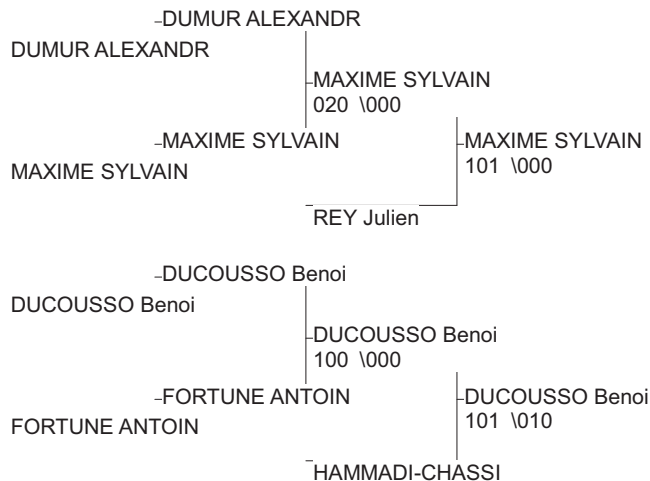 DUMUR ALEXANDR
DUMUR ALEXANDR
MAXIME SYLVAIN
020 \000
MAXIME SYLVAIN
MAXIME SYLVAIN
101 \000
MAXIME SYLVAIN
REY Julien
DUCOUSSO Benoi
DUCOUSSO Benoi
DUCOUSSO Benoi
100 \000
FORTUNE ANTOIN
DUCOUSSO Benoi
101 \010
FORTUNE ANTOIN
HAMMADI-CHASSI